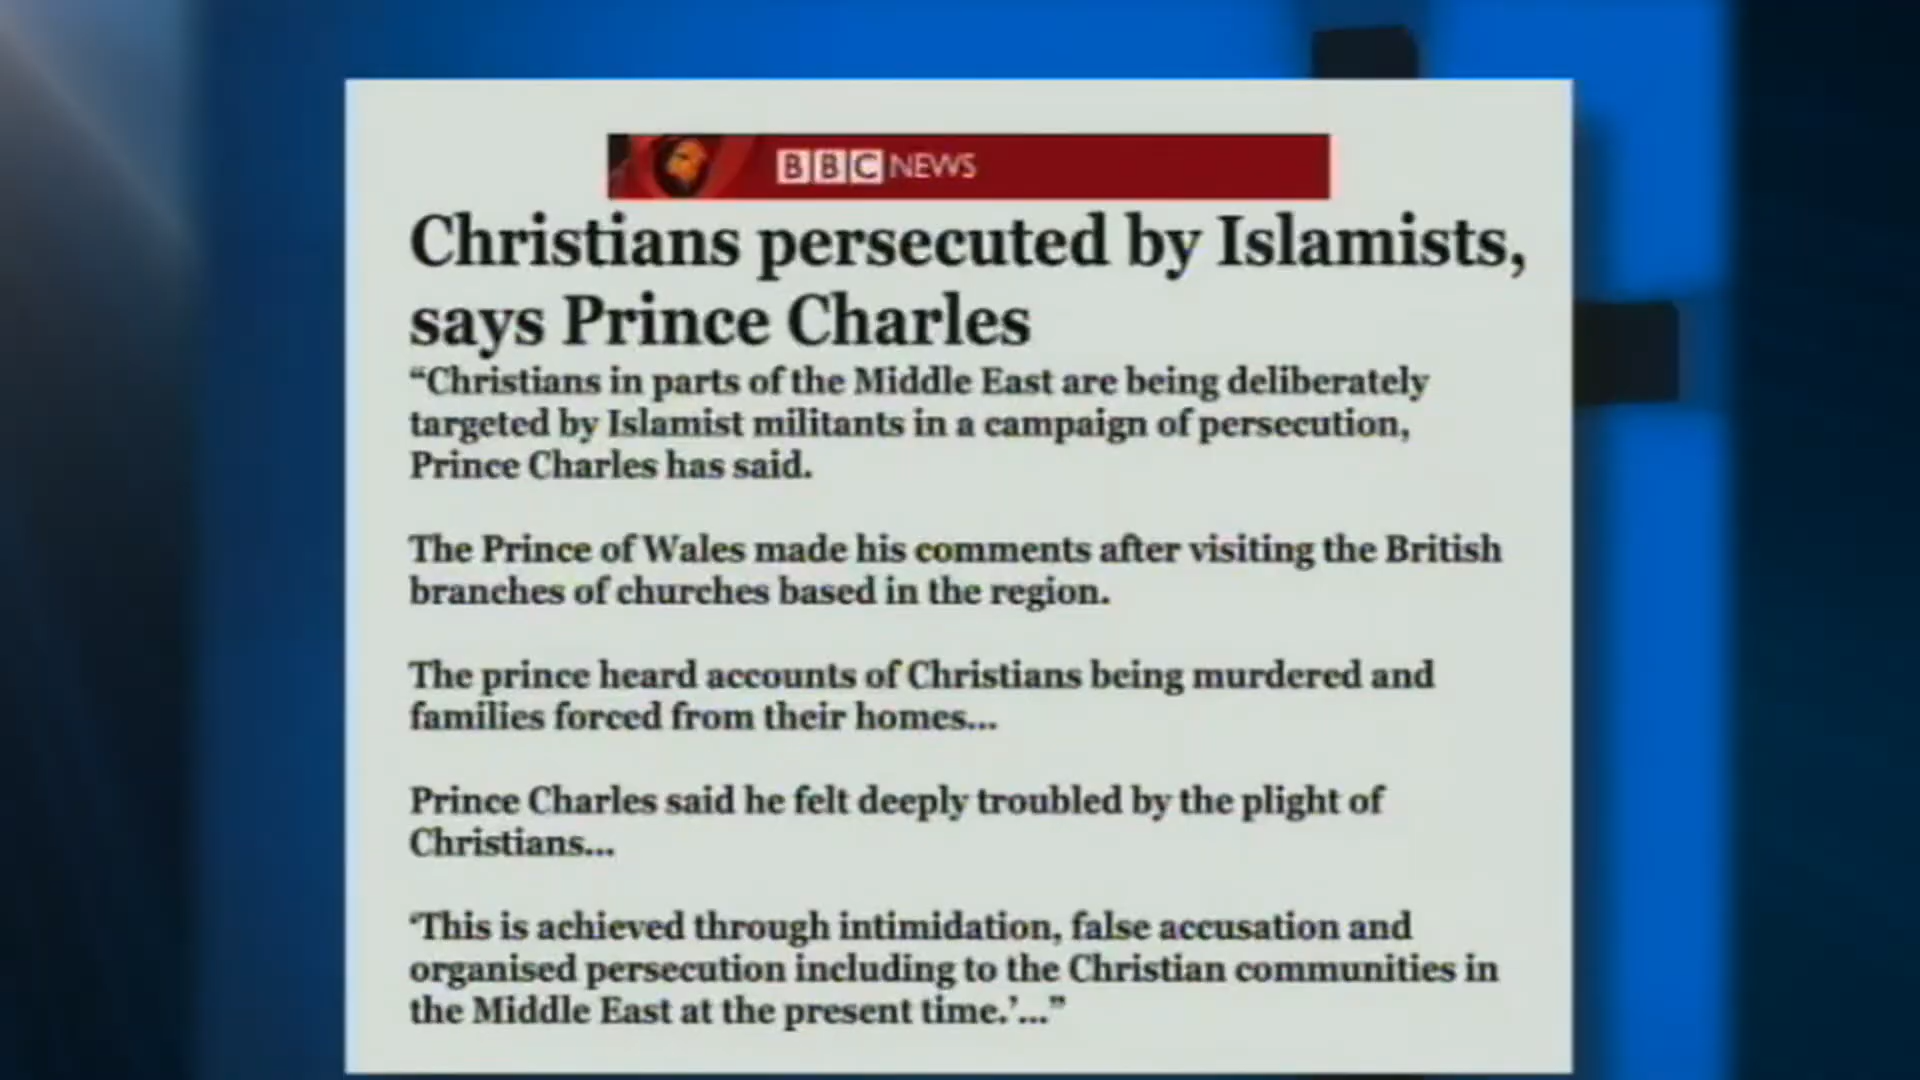 BBC NEWS
Christians persecuted by Islamists,
says Prince Charles
“Christians in parts of the Middle East are being deliberately
targeted by Islamist militants in a campaign of persecution,
Prince Charles has said.
The Prince of Wales made his comments after visiting the British
branches of churches based in the region.
The prince heard accounts of Christians being murdered and
families forced from their homes...
Prince Charles said he felt deeply troubled by the plight of
Christians...
‘This is achieved through intimidation, false accusation and
organised persecution including to the Christian communities in
the Middle East at the present time.’...”